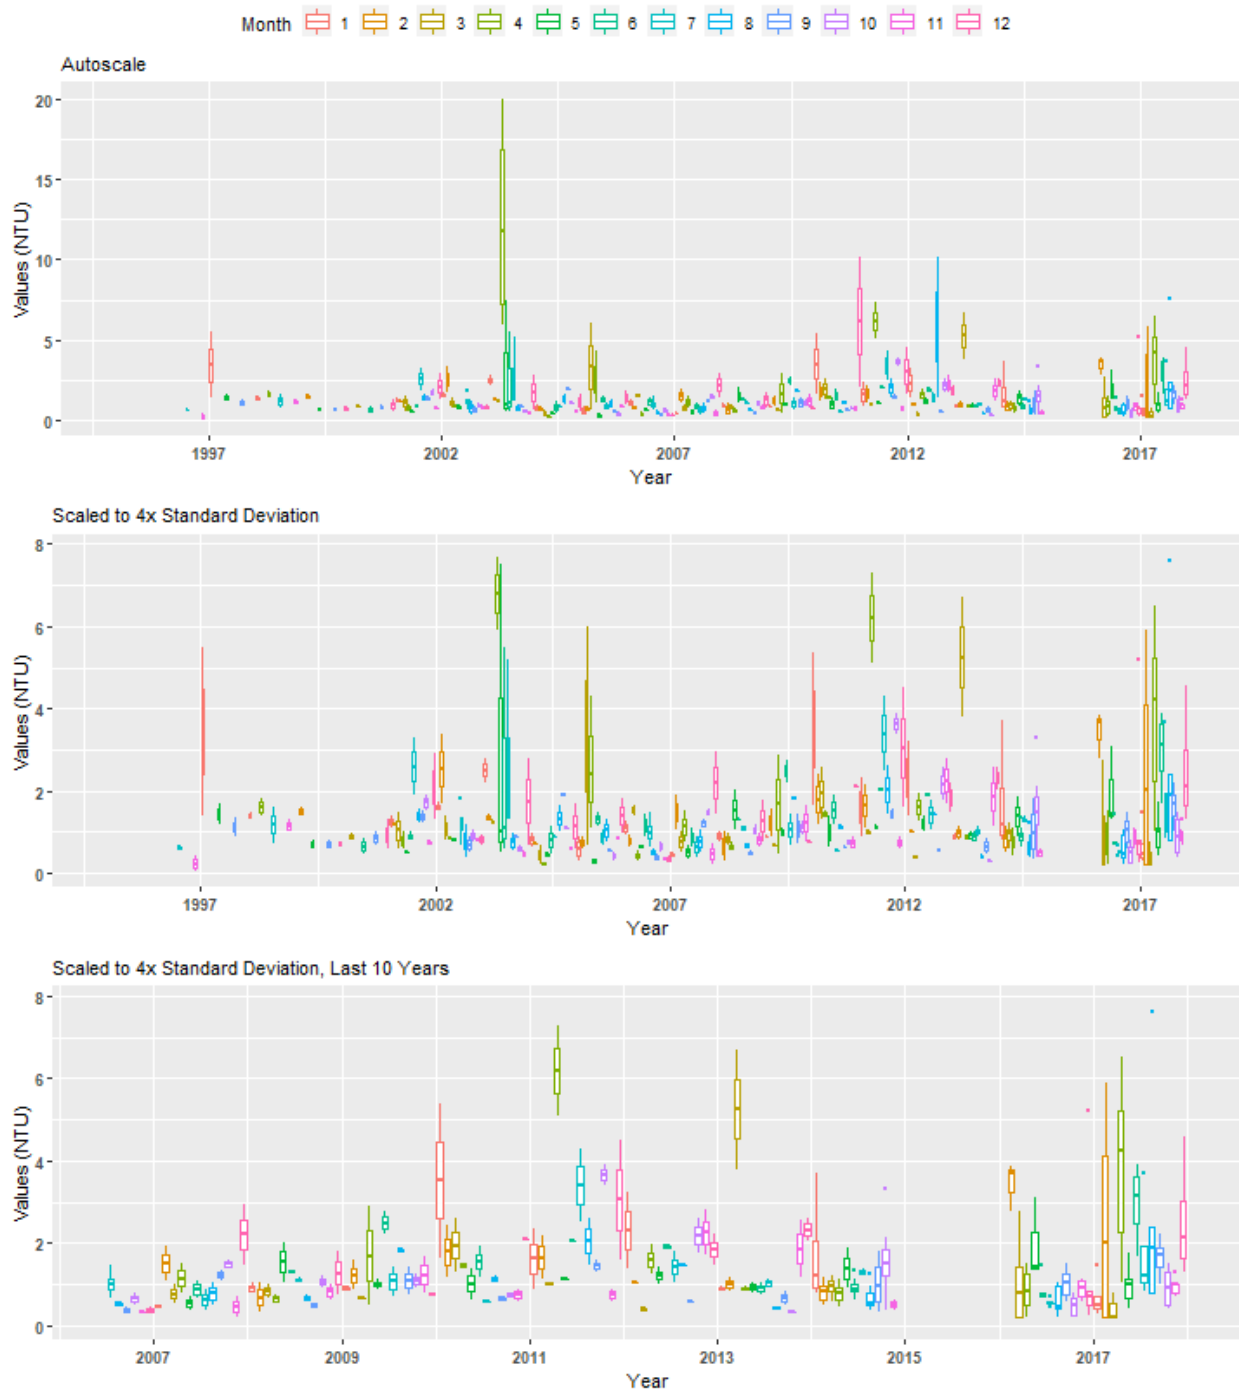 Month 1 2 3 4 5 6 7 8 9 10 11 12
Autoscale
20
15
10
5
0
Values (NTU)
1997 2002 2007 2012 2017
Year
Scaled to 4x Standard Deviation
8
6
4
2
0
Values (NTU)
1997 2002 2007 2012 2017
Year
Scaled to 4x Standard Deviation, Last 10 Years
8
6
4
2
0
Values (NTU)
2007 2009 2011 2013 2015 2017
Year